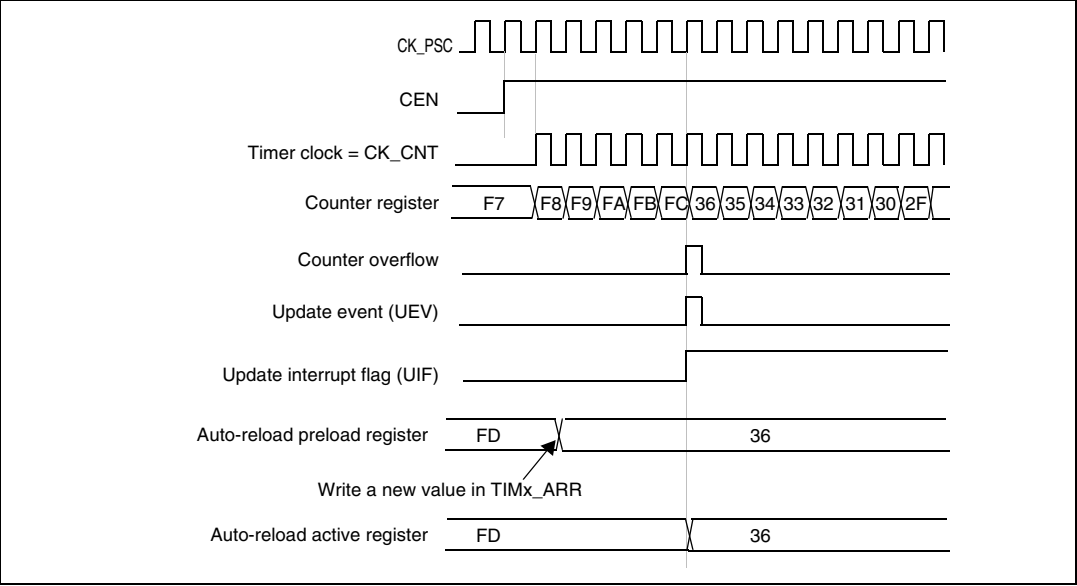 CK_PSC
CEN
Timer clock = CK_CNT
Counter register F7 F8 F9 FA FB FC 36 35 34 33 32 31 30 2F
Counter overflow
Update event (UEV)
Update interrupt flag (UIF)
Auto-reload preload register FD 36
Write a new value in TIMx_ARR
Auto-reload active register FD 36